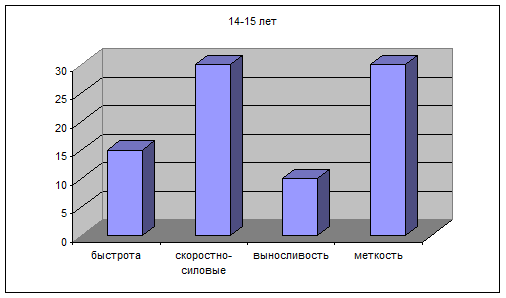 14-15 лет
30
25
20
15
10
5
0
быстрота
скоростно-
силовые
выносливость
меткость